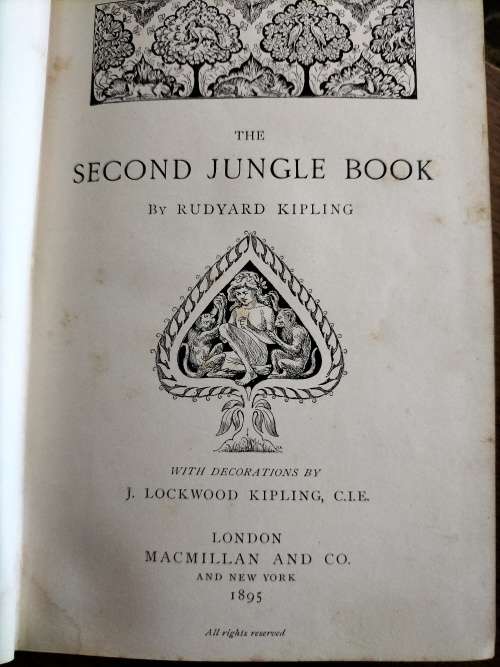 THE
SECOND JUNGLE BOOK
By RUDYARD KIPLING
WITH DECORATIONS BY
J. LOCKWOOD KIPLING, C.I.E.
LONDON
MACMILLAN AND CO.
AND NEW YORK
1895
All rights reserved